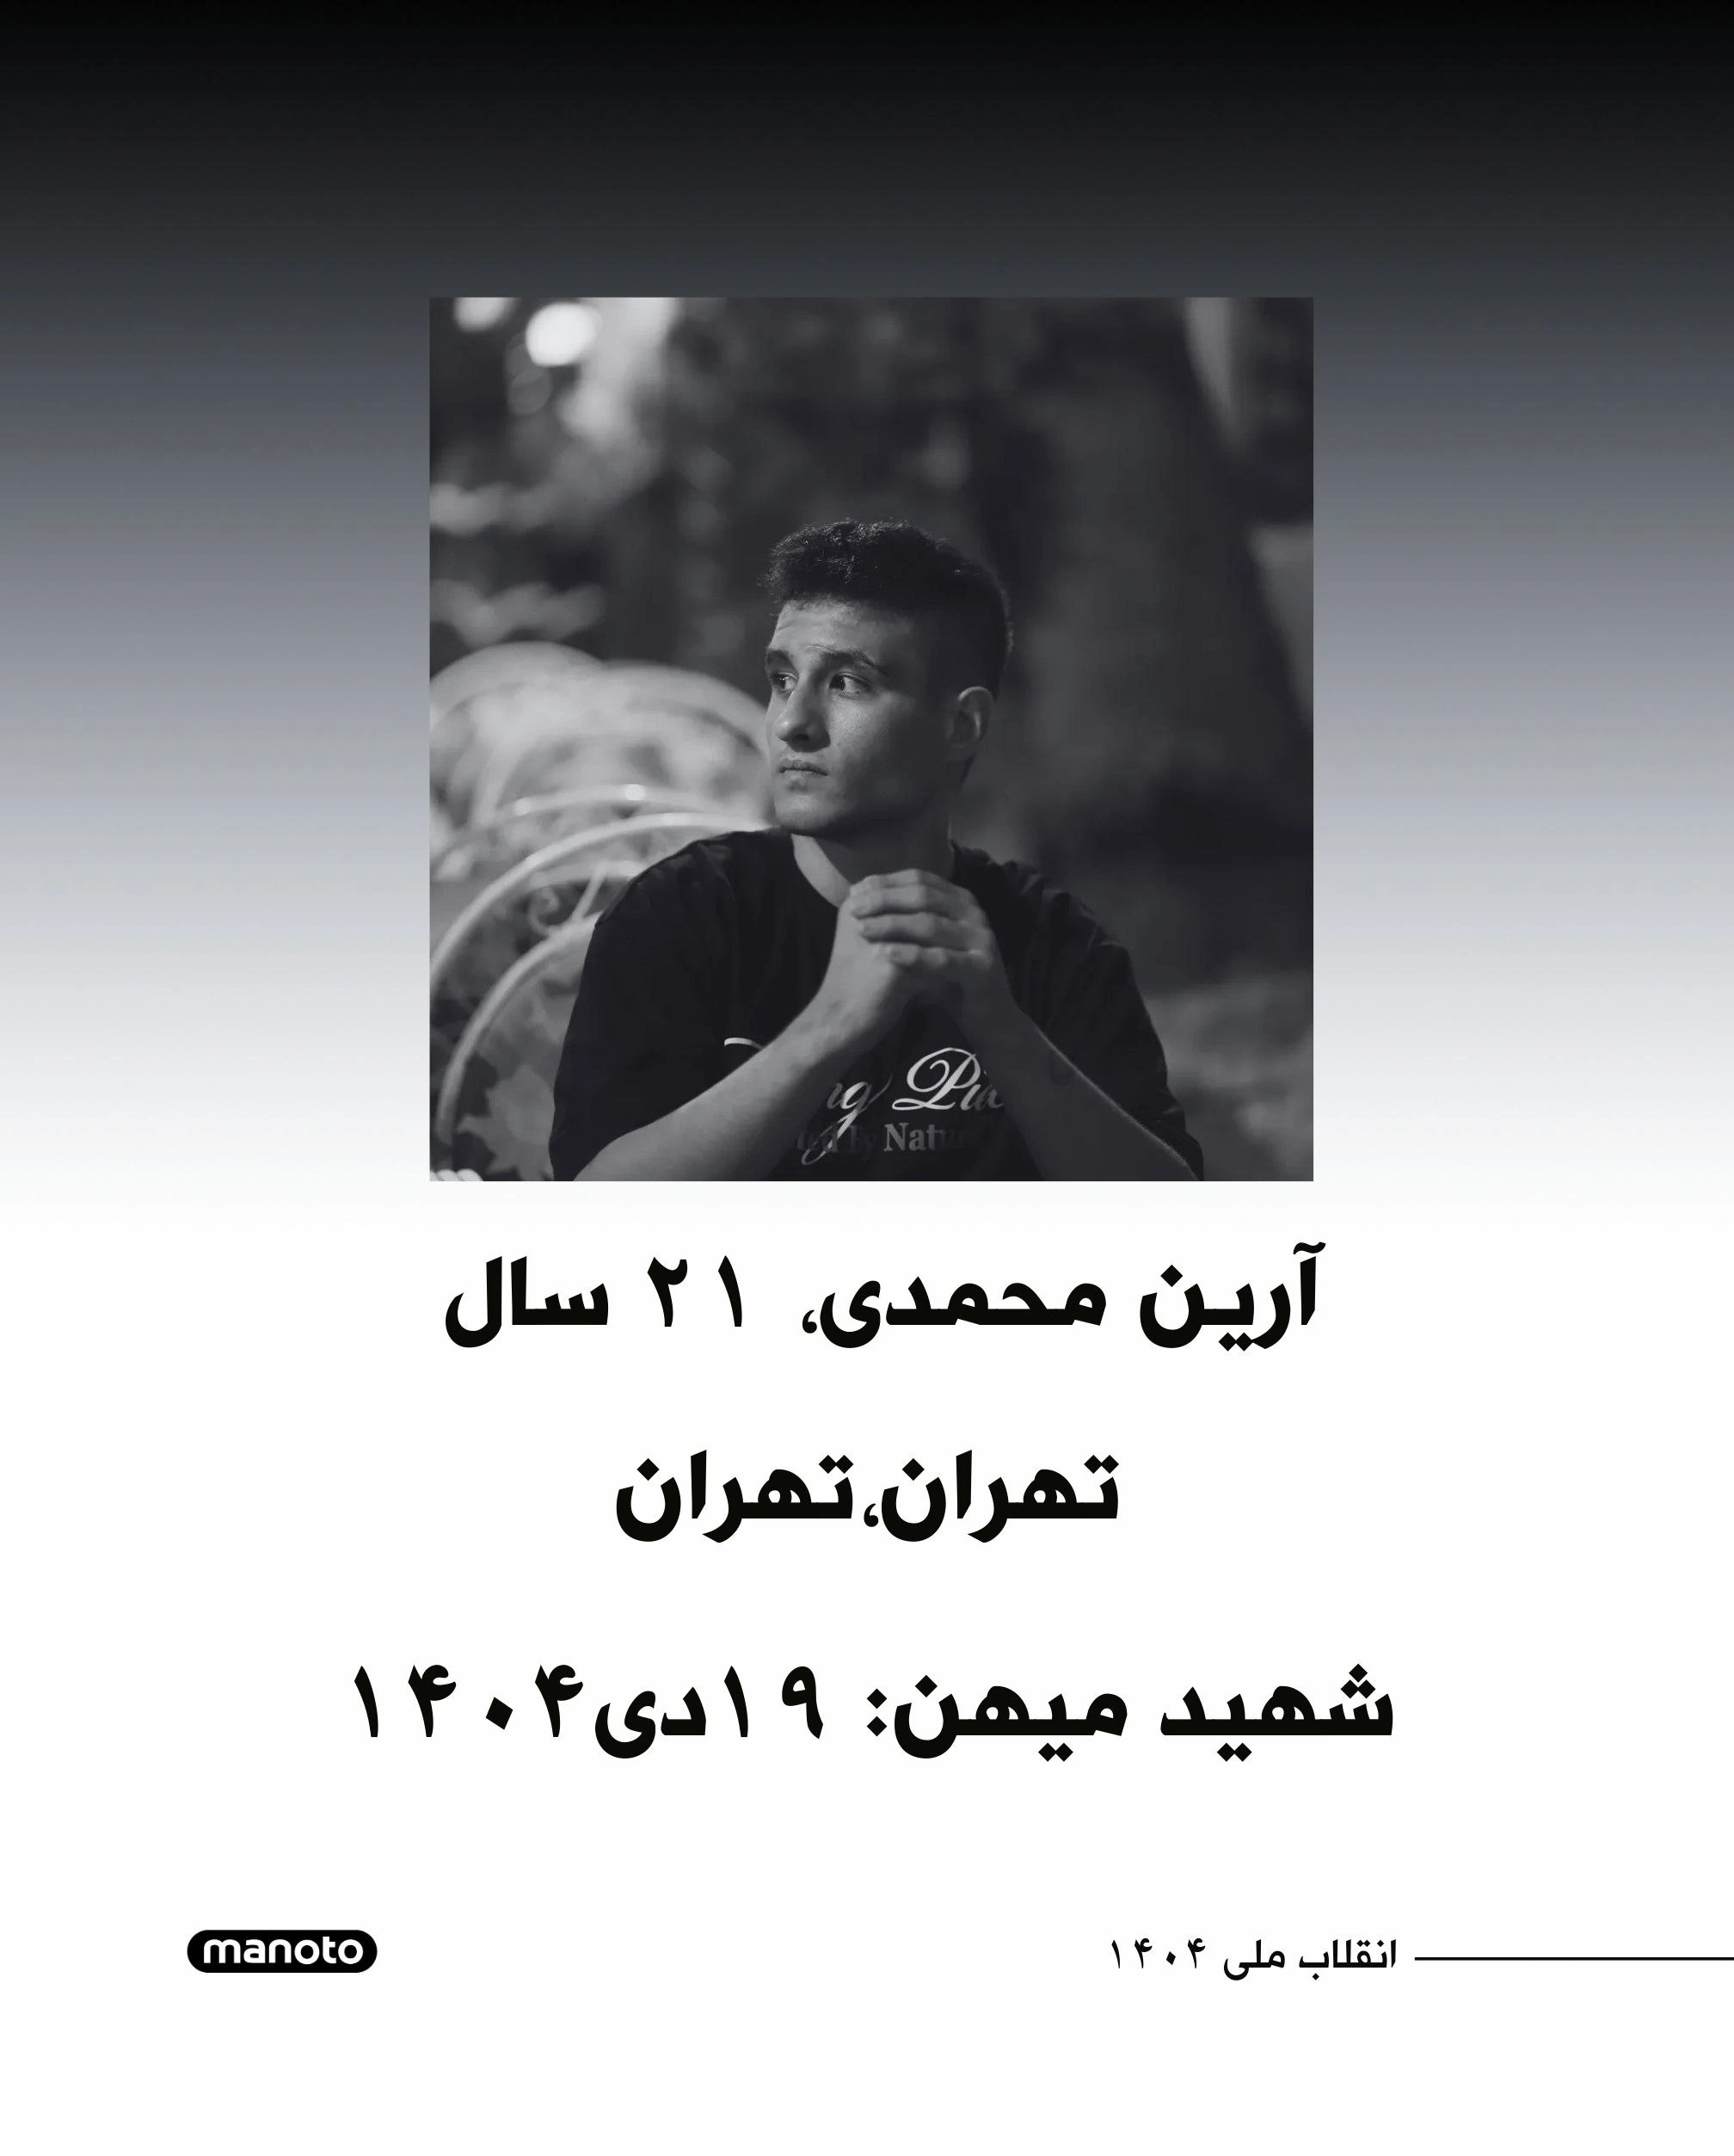 آرین محمدی، ۲۱ سال
تهران،تهران
شهید میهن: ۱۹دی۱۴۰۴
انقلاب ملی ۱۴۰۴
manoto